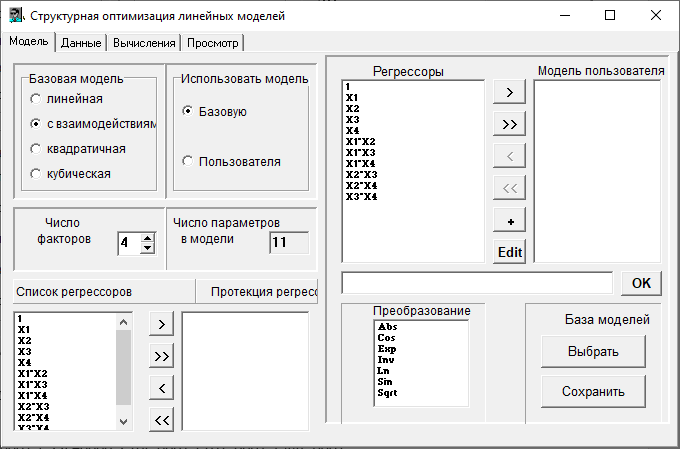 Структурная оптимизация линейных моделей
Модель Данные Вычисления Просмотр
Базовая модель
линейная
с взаимодействиям
квадратичная
кубическая
Использовать модель
Базовую
Пользователя
Число
факторов
4
Число параметров
в модели
11
Список регрессоров
Протекция регресс
1
X1
X2
X3
X4
X1*X2
X1*X3
X1*X4
X2*X3
X2*X4
X3*X4
>
>>
<
<<
Регрессоры
Модель пользователя
1
X1
X2
X3
X4
X1*X2
X1*X3
X1*X4
X2*X3
X2*X4
X3*X4
>
>>
<
<<
+
Edit
OK
Преобразование
Abs
Cos
Exp
Inv
Ln
Sin
Sqrt
База моделей
Выбрать
Сохранить